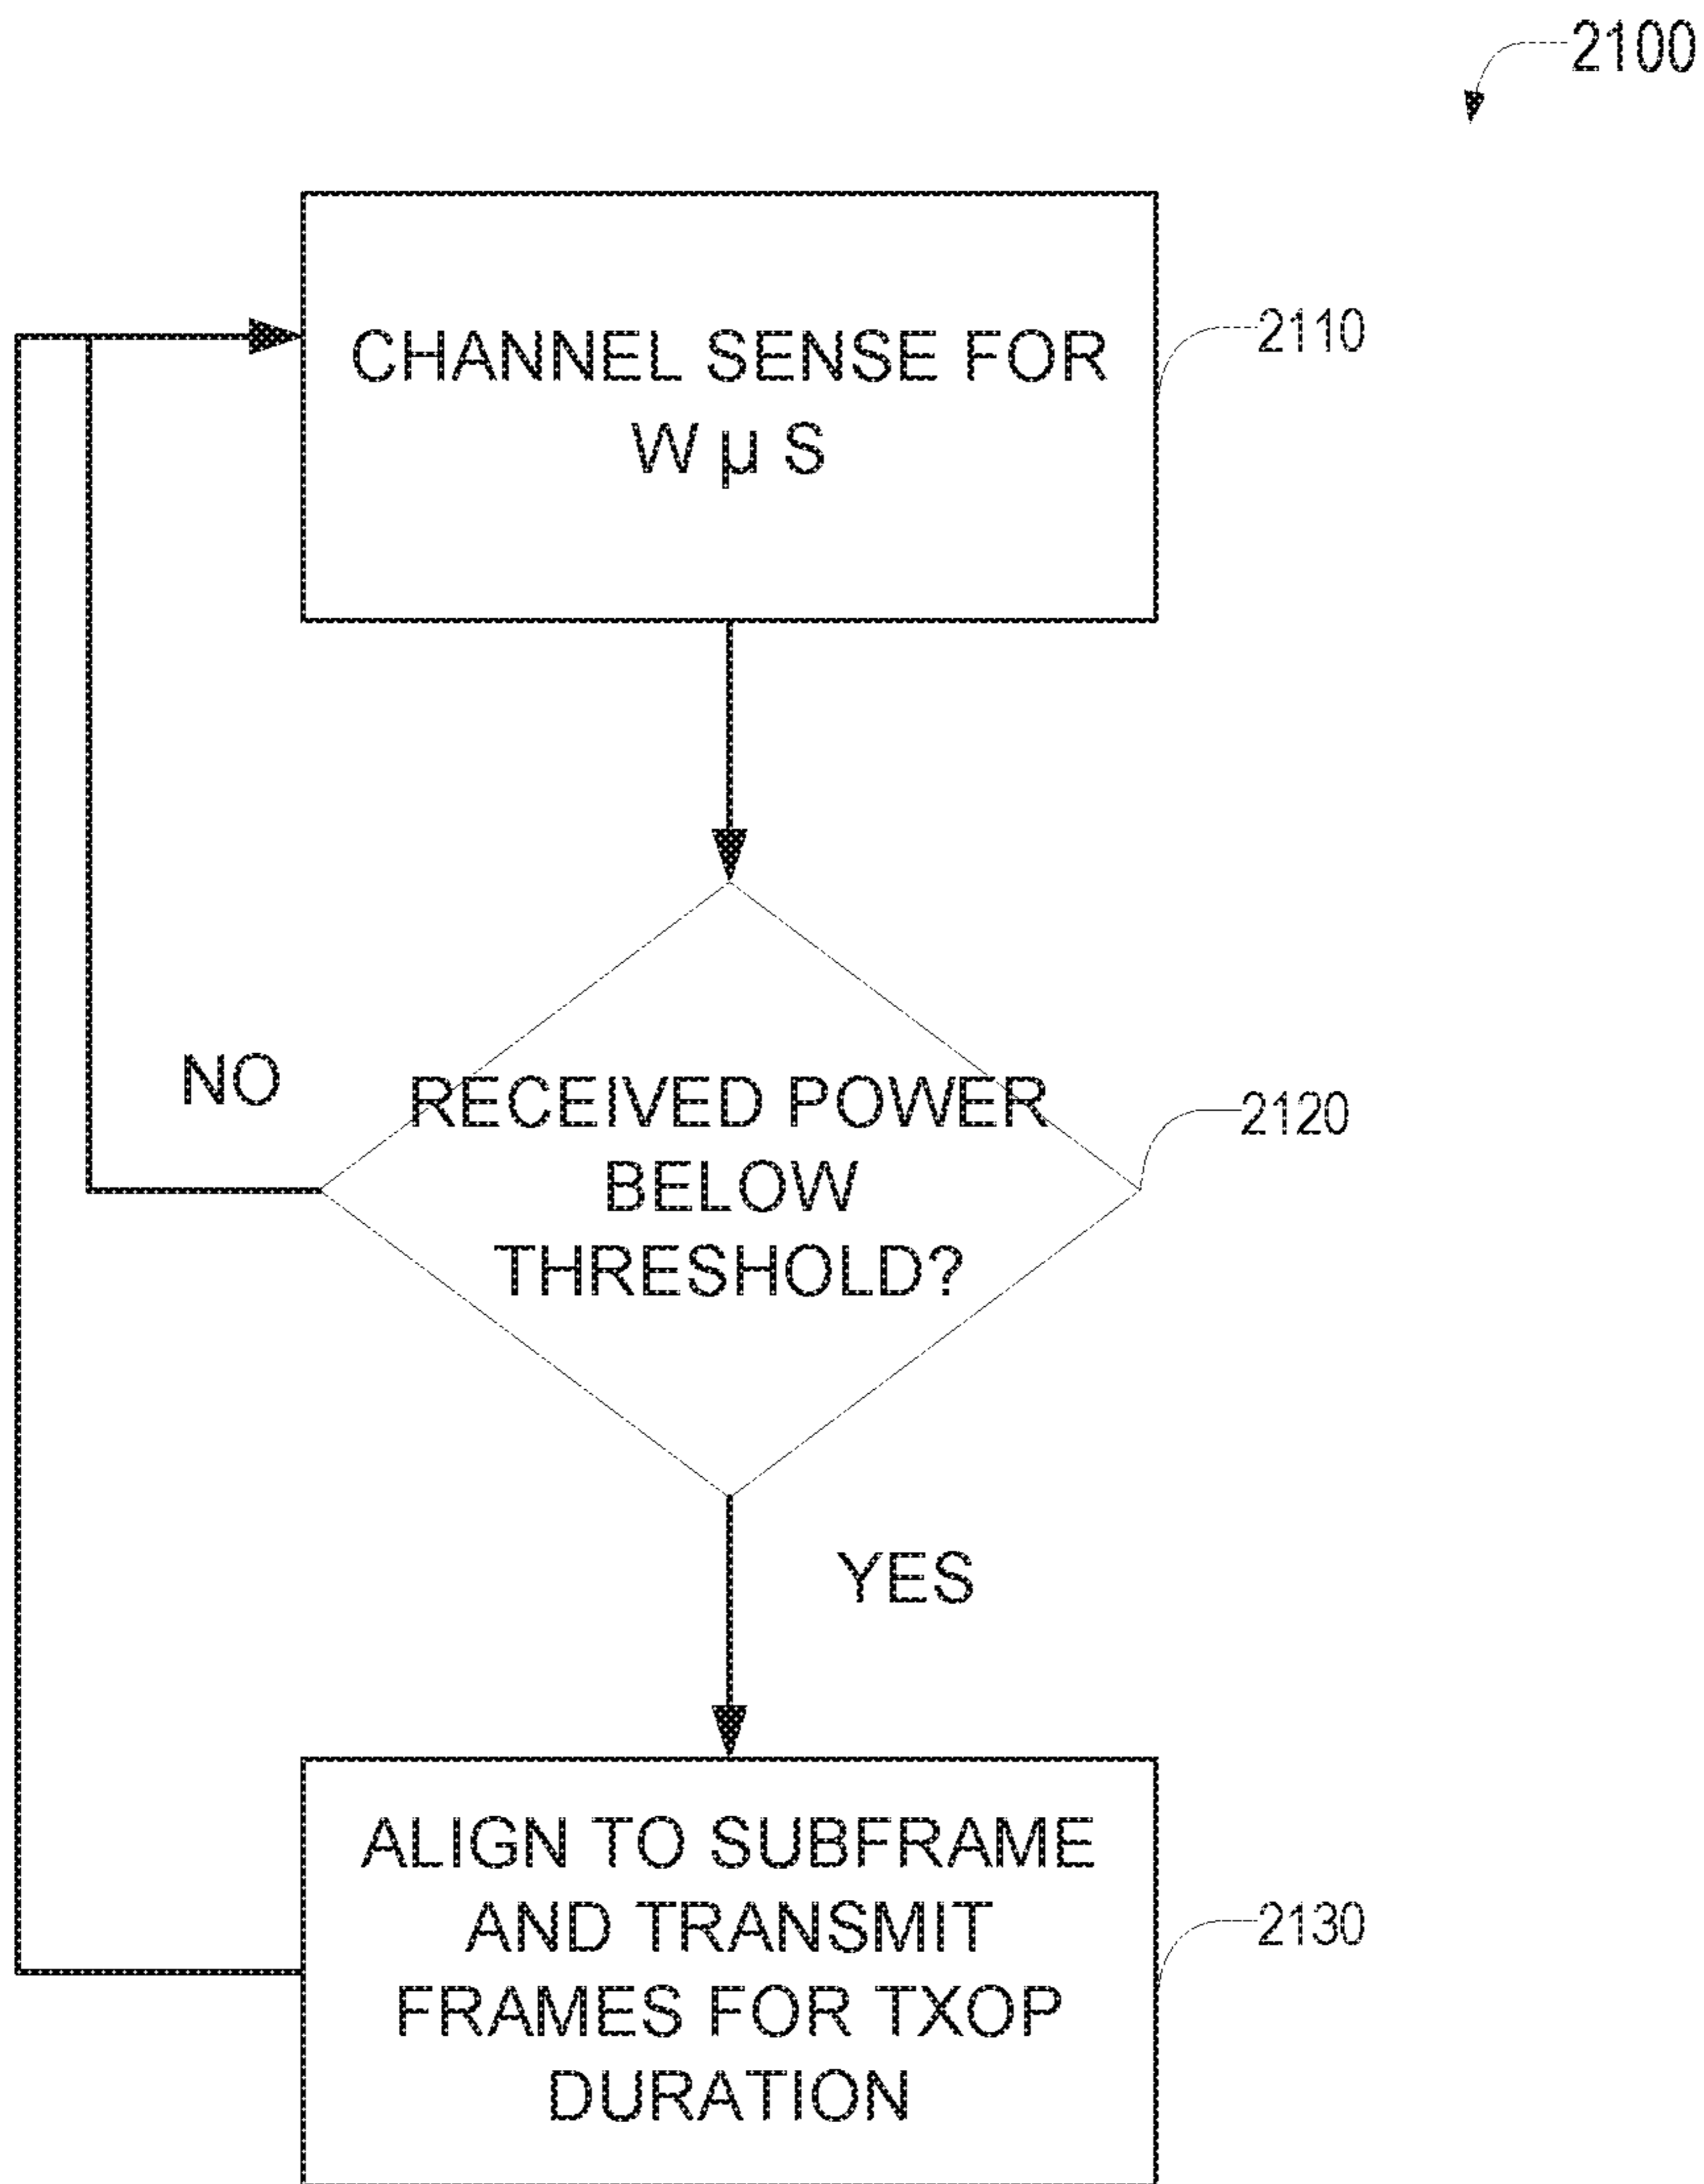 2100
CHANNEL SENSE FOR
W µ S
2110
NO
RECEIVED POWER
BELOW
THRESHOLD?
2120
YES
ALIGN TO SUBFRAME
AND TRANSMIT
FRAMES FOR TXOP
DURATION
2130